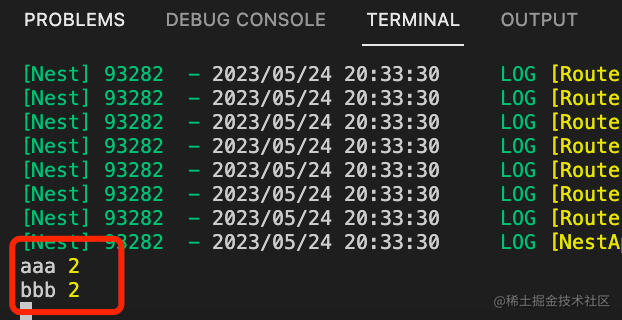 PROBLEMS DEBUG CONSOLE TERMINAL OUTPUT
[Nest] 93282 - 2023/05/24 20:33:30 LOG [Route
[Nest] 93282 - 2023/05/24 20:33:30 LOG [Route
[Nest] 93282 - 2023/05/24 20:33:30 LOG [Route
[Nest] 93282 - 2023/05/24 20:33:30 LOG [Route
[Nest] 93282 - 2023/05/24 20:33:30 LOG [Route
[Nest] 93282 - 2023/05/24 20:33:30 LOG [Route
[Nest] 93282 - 2023/05/24 20:33:30 LOG [Route
[Nest] 93282 - 2023/05/24 20:33:30 LOG [NestAp
aaa 2
bbb 2
@稀土掘金技术社区